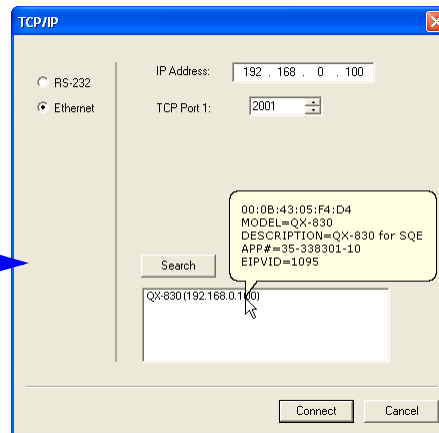 TCP/IP
IP Address: 192 . 168 . 0 . 100
RS-232
Ethernet
TCP Port 1: 2001
00:0B:43:05:F4:D4
MODEL=QX-830
DESCRIPTION=QX-830 for SQE
APP#=35-338301-10
EIPVID=1095
Search
QX-830 (192.168.0.100)
Connect
Cancel